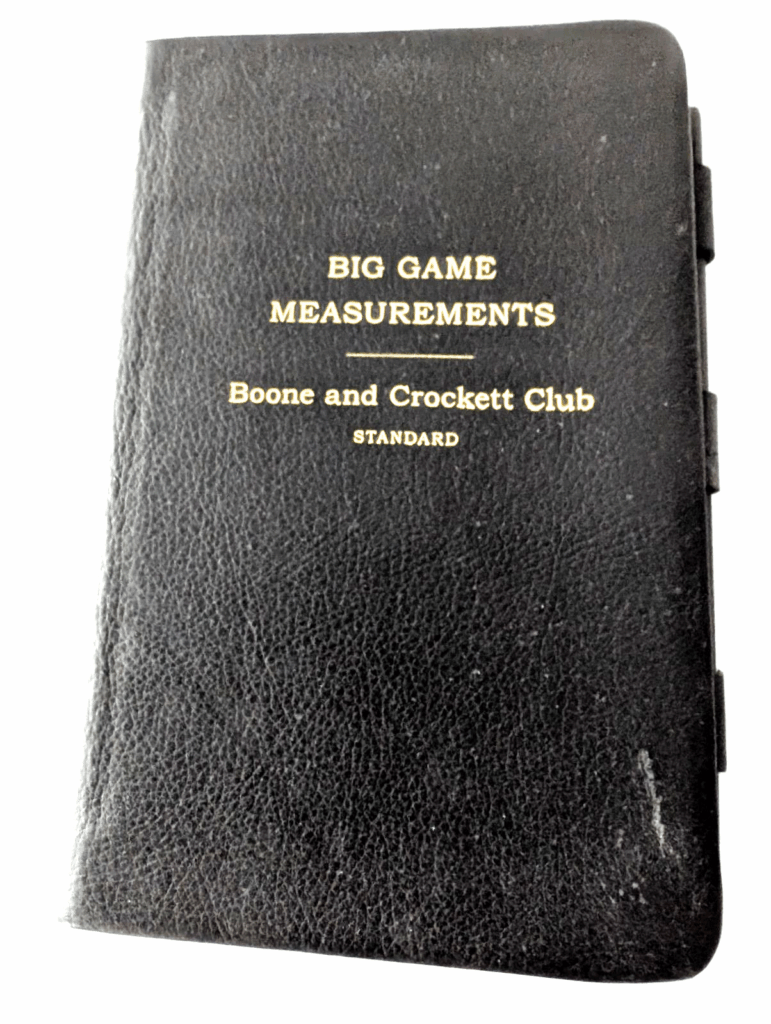 BIG GAME
MEASUREMENTS
Boone and Crockett Club
STANDARD